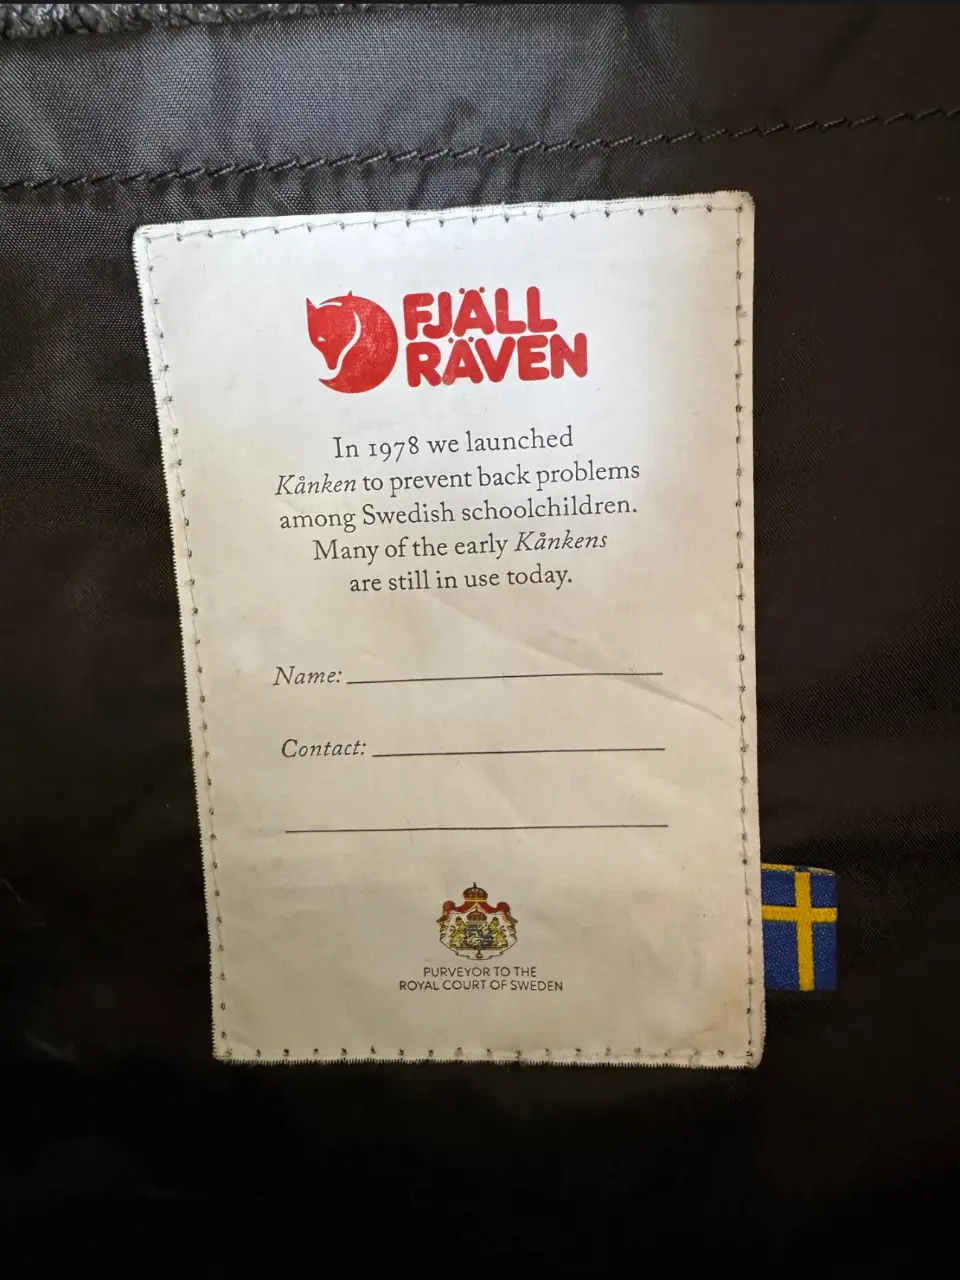 FJÄLL
RÄVEN
In 1978 we launched
Kånken to prevent back problems
among Swedish schoolchildren.
Many of the early Kånkens
are still in use today.
Name:
Contact:
PURVEYOR TO THE
ROYAL COURT OF SWEDEN